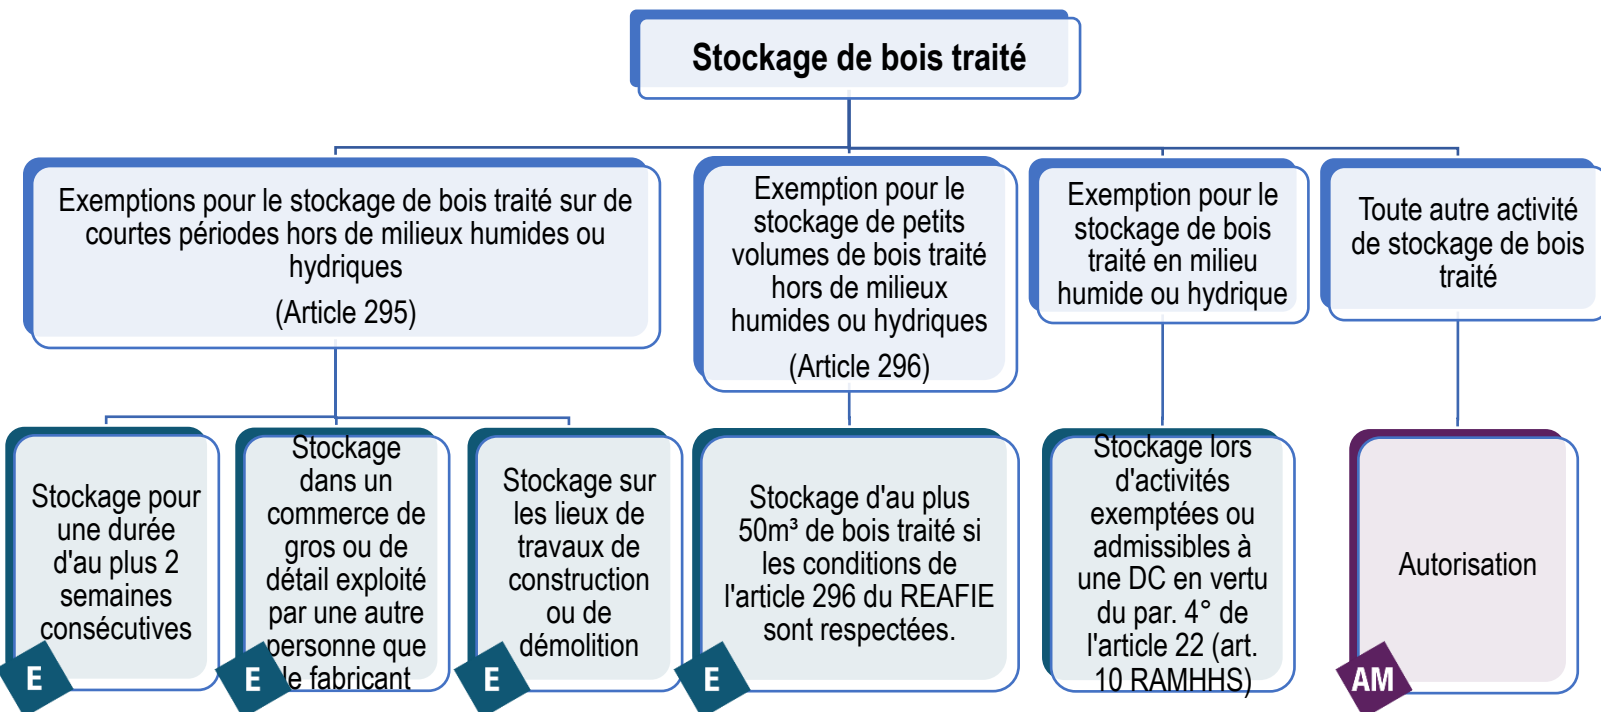 Stockage de bois traité
Exemptions pour le stockage de bois traité sur de
courtes périodes hors de milieux humides ou
hydriques
(Article 295)
Exemption pour le
stockage de petits
volumes de bois traité
hors de milieux
humides ou hydriques
(Article 296)
Exemption pour le
stockage de bois
traité en milieu
humide ou hydrique
Toute autre activité
de stockage de bois
traité
Stockage pour
une durée
d'au plus 2
semaines
consécutives
E
Stockage
dans un
commerce de
gros ou de
détail exploité
par une autre
personne que
le fabricant
E
Stockage sur
les lieux de
travaux de
construction
ou de
démolition
E
Stockage d'au plus
50m³ de bois traité si
les conditions de
l'article 296 du REAFIE
sont respectées.
E
Stockage lors
d'activités
exemptées ou
admissibles à
une DC en vertu
du par. 4° de
l'article 22 (art.
10 RAMHHS)
Autorisation
AM